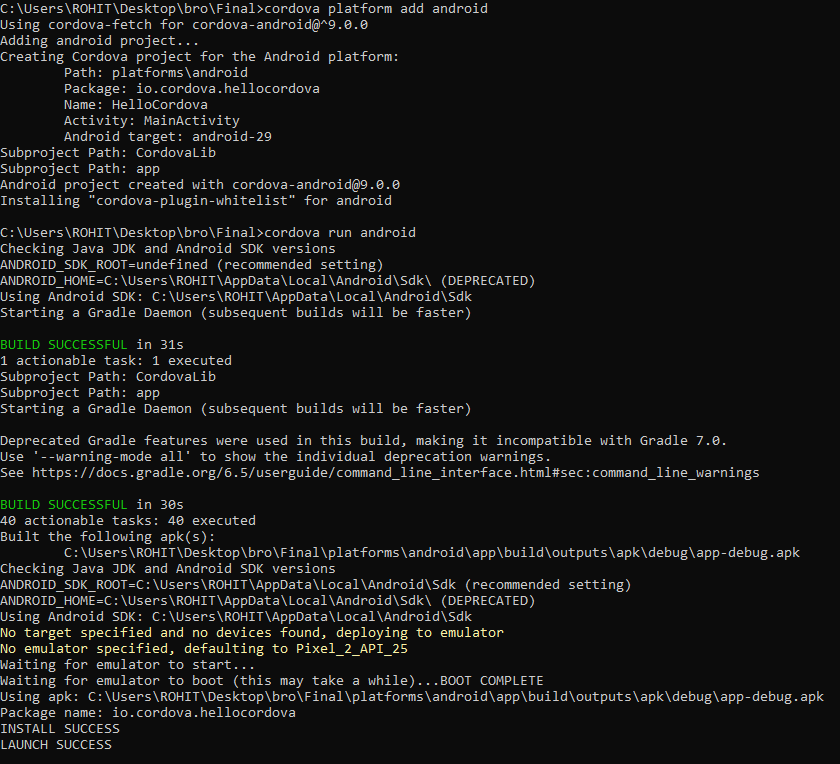 C:\Users\ROHIT\Desktop\bro\Final>cordova platform add android
Using cordova-fetch for cordova-android@^9.0.0
Adding android project...
Creating Cordova project for the Android platform:
        Path: platforms\android
        Package: io.cordova.hellocordova
        Name: HelloCordova
        Activity: MainActivity
        Android target: android-29
Subproject Path: CordovaLib
Subproject Path: app
Android project created with cordova-android@9.0.0
Installing "cordova-plugin-whitelist" for android

C:\Users\ROHIT\Desktop\bro\Final>cordova run android
Checking Java JDK and Android SDK versions
ANDROID_SDK_ROOT=undefined (recommended setting)
ANDROID_HOME=C:\Users\ROHIT\AppData\Local\Android\Sdk\ (DEPRECATED)
Using Android SDK: C:\Users\ROHIT\AppData\Local\Android\Sdk
Starting a Gradle Daemon (subsequent builds will be faster)

BUILD SUCCESSFUL in 31s
1 actionable task: 1 executed
Subproject Path: CordovaLib
Subproject Path: app
Starting a Gradle Daemon (subsequent builds will be faster)

Deprecated Gradle features were used in this build, making it incompatible with Gradle 7.0.
Use '--warning-mode all' to show the individual deprecation warnings.
See https://docs.gradle.org/6.5/userguide/command_line_interface.html#sec:command_line_warnings

BUILD SUCCESSFUL in 30s
40 actionable tasks: 40 executed
Built the following apk(s):
        C:\Users\ROHIT\Desktop\bro\Final\platforms\android\app\build\outputs\apk\debug\app-debug.apk
Checking Java JDK and Android SDK versions
ANDROID_SDK_ROOT=C:\Users\ROHIT\AppData\Local\Android\Sdk (recommended setting)
ANDROID_HOME=C:\Users\ROHIT\AppData\Local\Android\Sdk\ (DEPRECATED)
Using Android SDK: C:\Users\ROHIT\AppData\Local\Android\Sdk
No target specified and no devices found, deploying to emulator
No emulator specified, defaulting to Pixel_2_API_25
Waiting for emulator to start...
Waiting for emulator to boot (this may take a while)...BOOT COMPLETE
Using apk: C:\Users\ROHIT\Desktop\bro\Final\platforms\android\app\build\outputs\apk\debug\app-debug.apk
Package name: io.cordova.hellocordova
INSTALL SUCCESS
LAUNCH SUCCESS